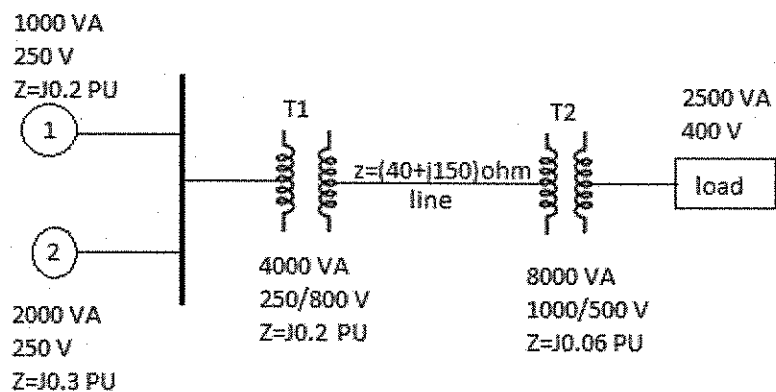 1000 VA
250 V
Z=J0.2 PU
1
T1
T2
2500 VA
400 V
z=(40+j150)ohm
line
load
2
4000 VA
250/800 V
Z=J0.2 PU
8000 VA
1000/500 V
Z=J0.06 PU
2000 VA
250 V
Z=J0.3 PU